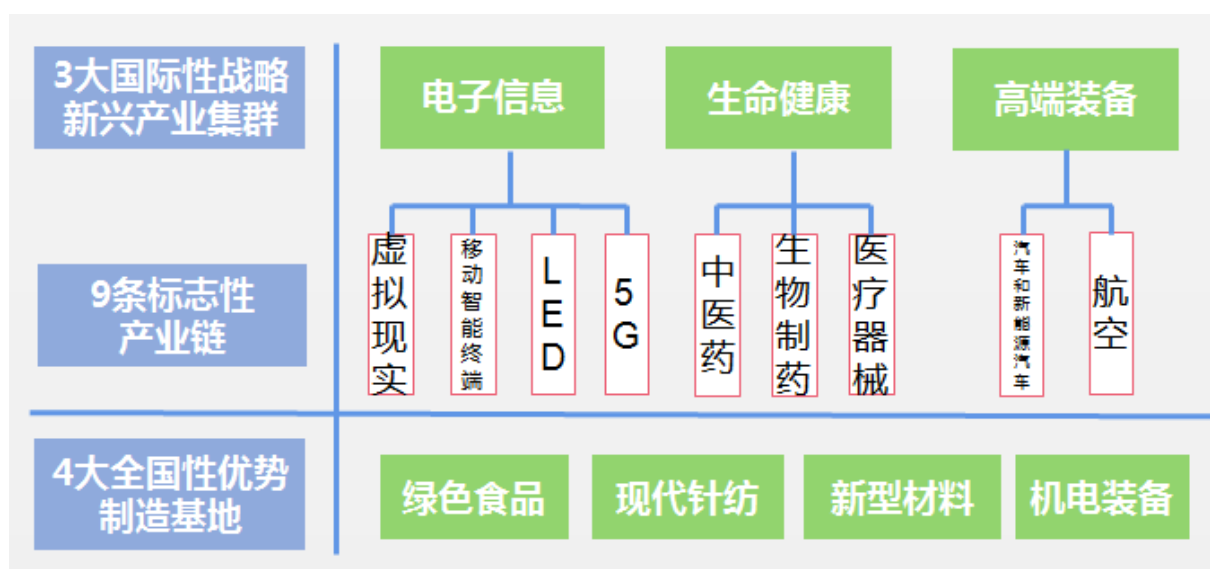 3大国际性战略
新兴产业集群
电子信息
生命健康
高端装备
9条标志性
产业链
虚拟现实
移动智能终端
LED
5G
中医药
生物制药
医疗器械
汽车和新能源汽车
航空
4大全国性优势
制造基地
绿色食品
现代针纺
新型材料
机电装备